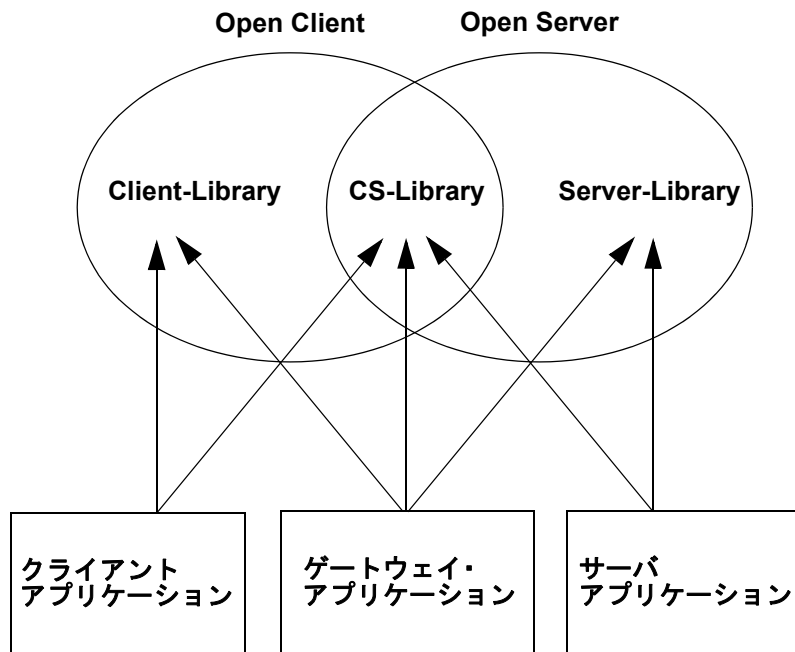 Open Client
Open Server
Client-Library
CS-Library
Server-Library
クライアント
アプリケーション
ゲートウェイ・
アプリケーション
サーバ
アプリケーション